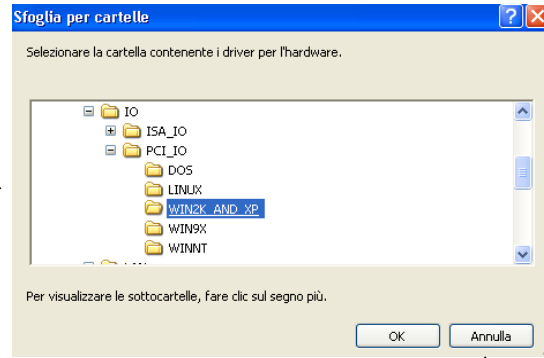 Sfoglia per cartelle
Selezionare la cartella contenente i driver per l'hardware.
IO
ISA_IO
PCI_IO
DOS
LINUX
WIN2K_AND_XP
WIN9X
WINNT
Per visualizzare le sottocartelle, fare clic sul segno più.
OK Annulla